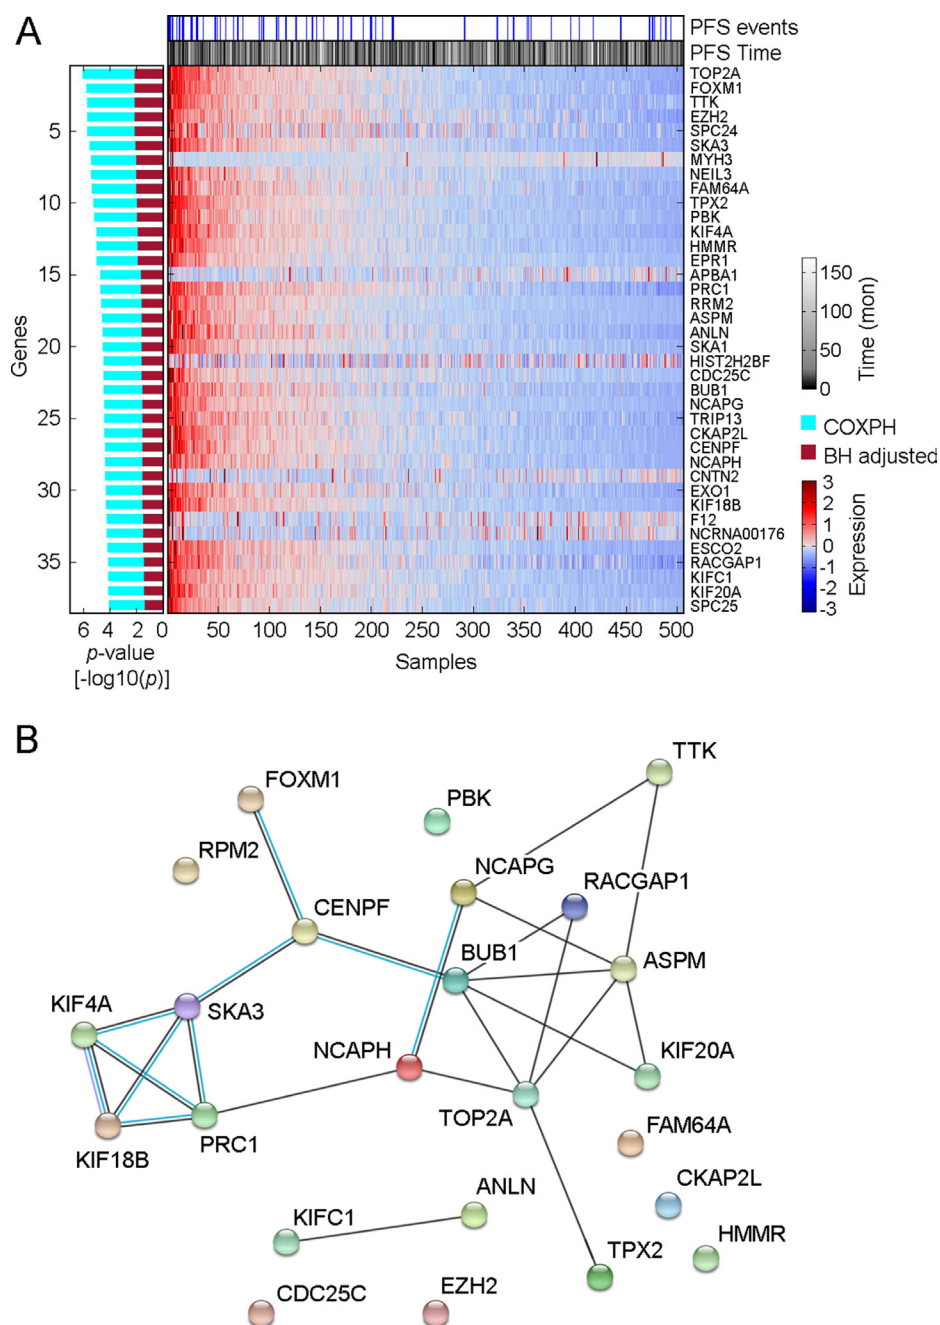 A
PFS events
PFS Time
TOP2A
FOXM1
TTK
EZH2
5
SPC24
SKA3
MYH3
NEIL3
FAM64A
10
TPX2
PBK
KIF4A
HMMR
EPR1
15
APBA1
PRC1
RRM2
ASPM
ANLN
20
SKA1
HIST2H2BF
CDC25C
BUB1
NCAPG
25
TRIP13
CKAP2L
CENPF
NCAPH
CNTN2
30
EXO1
KIF18B
F12
NCRNA00176
ESCO2
35
RACGAP1
KIFC1
KIF20A
SPC25
Genes
150
100
50
0
Time (mon)
COXPH
BH adjusted
3
2
1
0
-1
-2
-3
Expression
6 4 2 0
50 100 150 200 250 300 350 400 450 500
p-value
[-log10(p)]
Samples
B
TTK
FOXM1
PBK
RPM2
NCAPG
RACGAP1
CENPF
BUB1
ASPM
KIF4A
SKA3
NCAPH
KIF20A
TOP2A
FAM64A
KIF18B
PRC1
CKAP2L
ANLN
KIFC1
HMMR
TPX2
CDC25C
EZH2